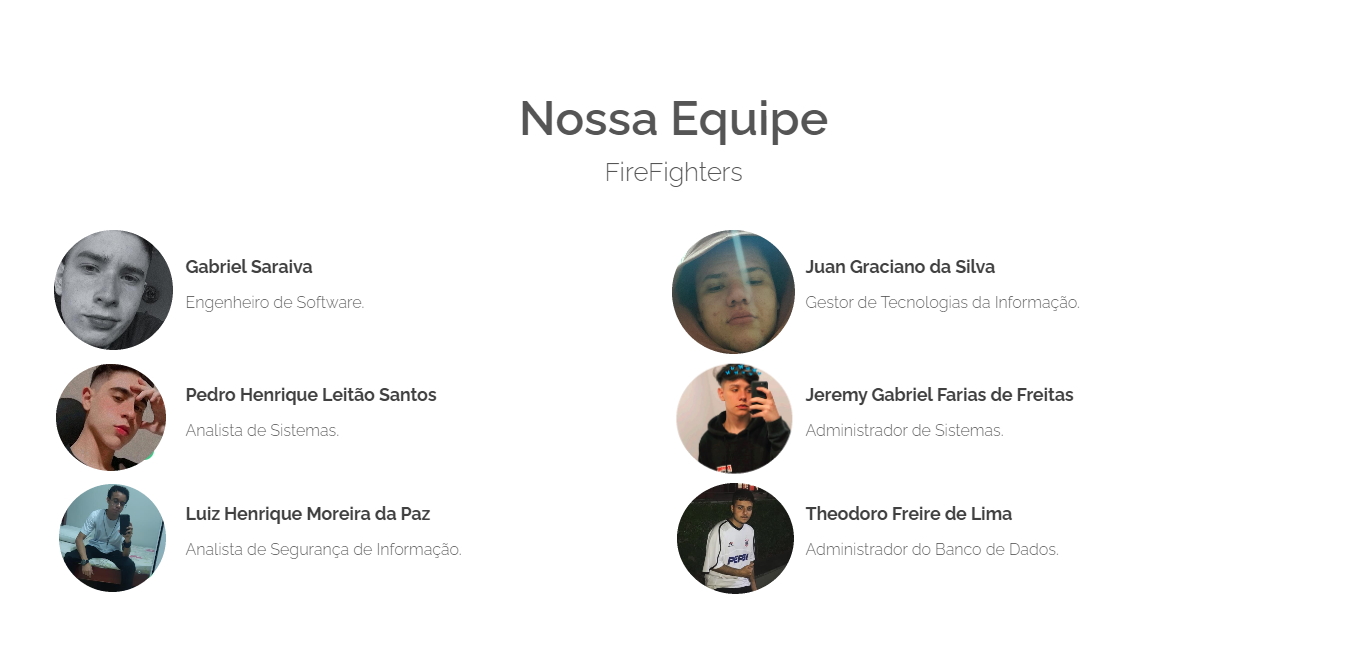 Nossa Equipe
FireFighters
Gabriel Saraiva
Engenheiro de Software.
Juan Graciano da Silva
Gestor de Tecnologias da Informação.
Pedro Henrique Leitão Santos
Analista de Sistemas.
Jeremy Gabriel Farias de Freitas
Administrador de Sistemas.
Luiz Henrique Moreira da Paz
Analista de Segurança de Informação.
Theodoro Freire de Lima
Administrador do Banco de Dados.
PEPSI